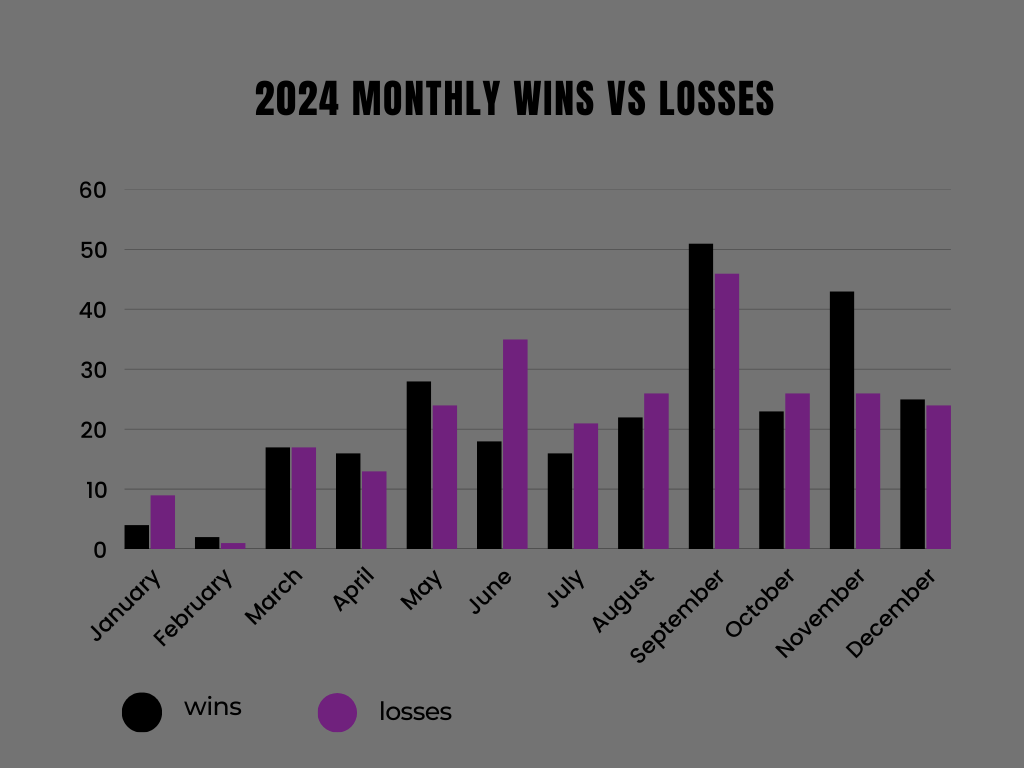 2024 MONTHLY WINS VS LOSSES
60
50
40
30
20
10
0
January
February
March
April
May
June
July
August
September
October
November
December
wins
losses